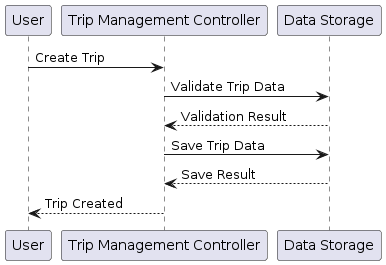 User Trip Management Controller Data Storage
Create Trip
Validate Trip Data
Validation Result
Save Trip Data
Save Result
Trip Created
User Trip Management Controller Data Storage